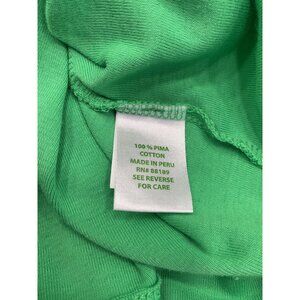 100 % PIMA
COTTON
MADE IN PERU
RN# 88189
SEE REVERSE
FOR CARE